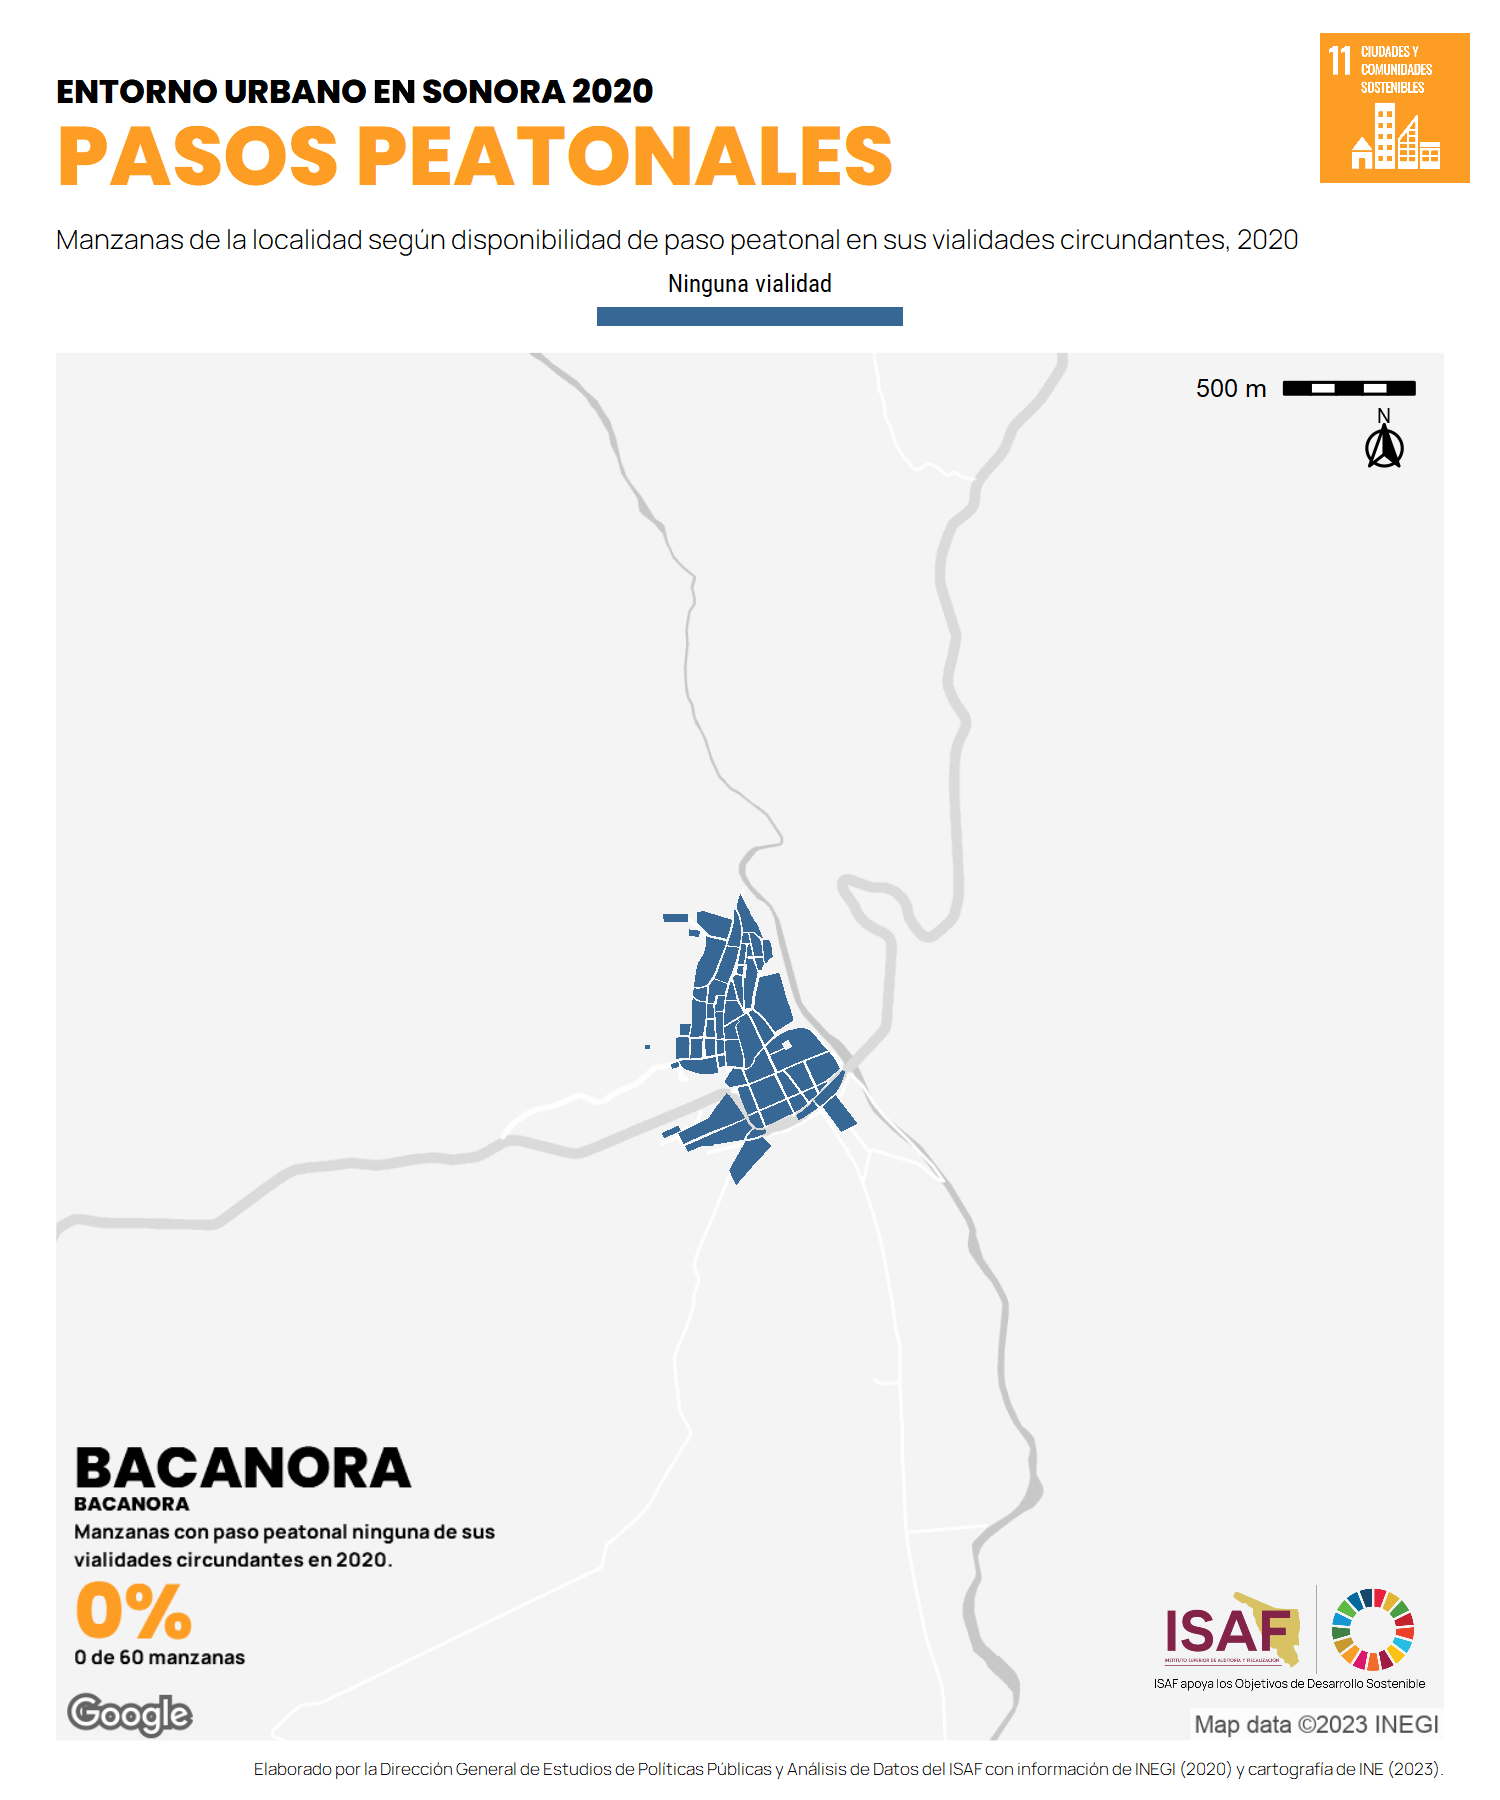 ENTORNO URBANO EN SONORA 2020
PASOS PEATONALES
11 CIUDADES Y
COMUNIDADES
SOSTENIBLES
Manzanas de la localidad según disponibilidad de paso peatonal en sus vialidades circundantes, 2020
Ninguna vialidad
500 m
N
BACANORA
BACANORA
Manzanas con paso peatonal ninguna de sus
vialidades circundantes en 2020.
0%
0 de 60 manzanas
Google
ISAF
INSTITUTO SUPERIOR DE AUDITORÍA Y FISCALIZACIÓN
ISAF apoya los Objetivos de Desarrollo Sostenible
Map data ©2023 INEGI
Elaborado por la Dirección General de Estudios de Políticas Públicas y Análisis de Datos del ISAF con información de INEGI (2020) y cartografía de INE (2023).